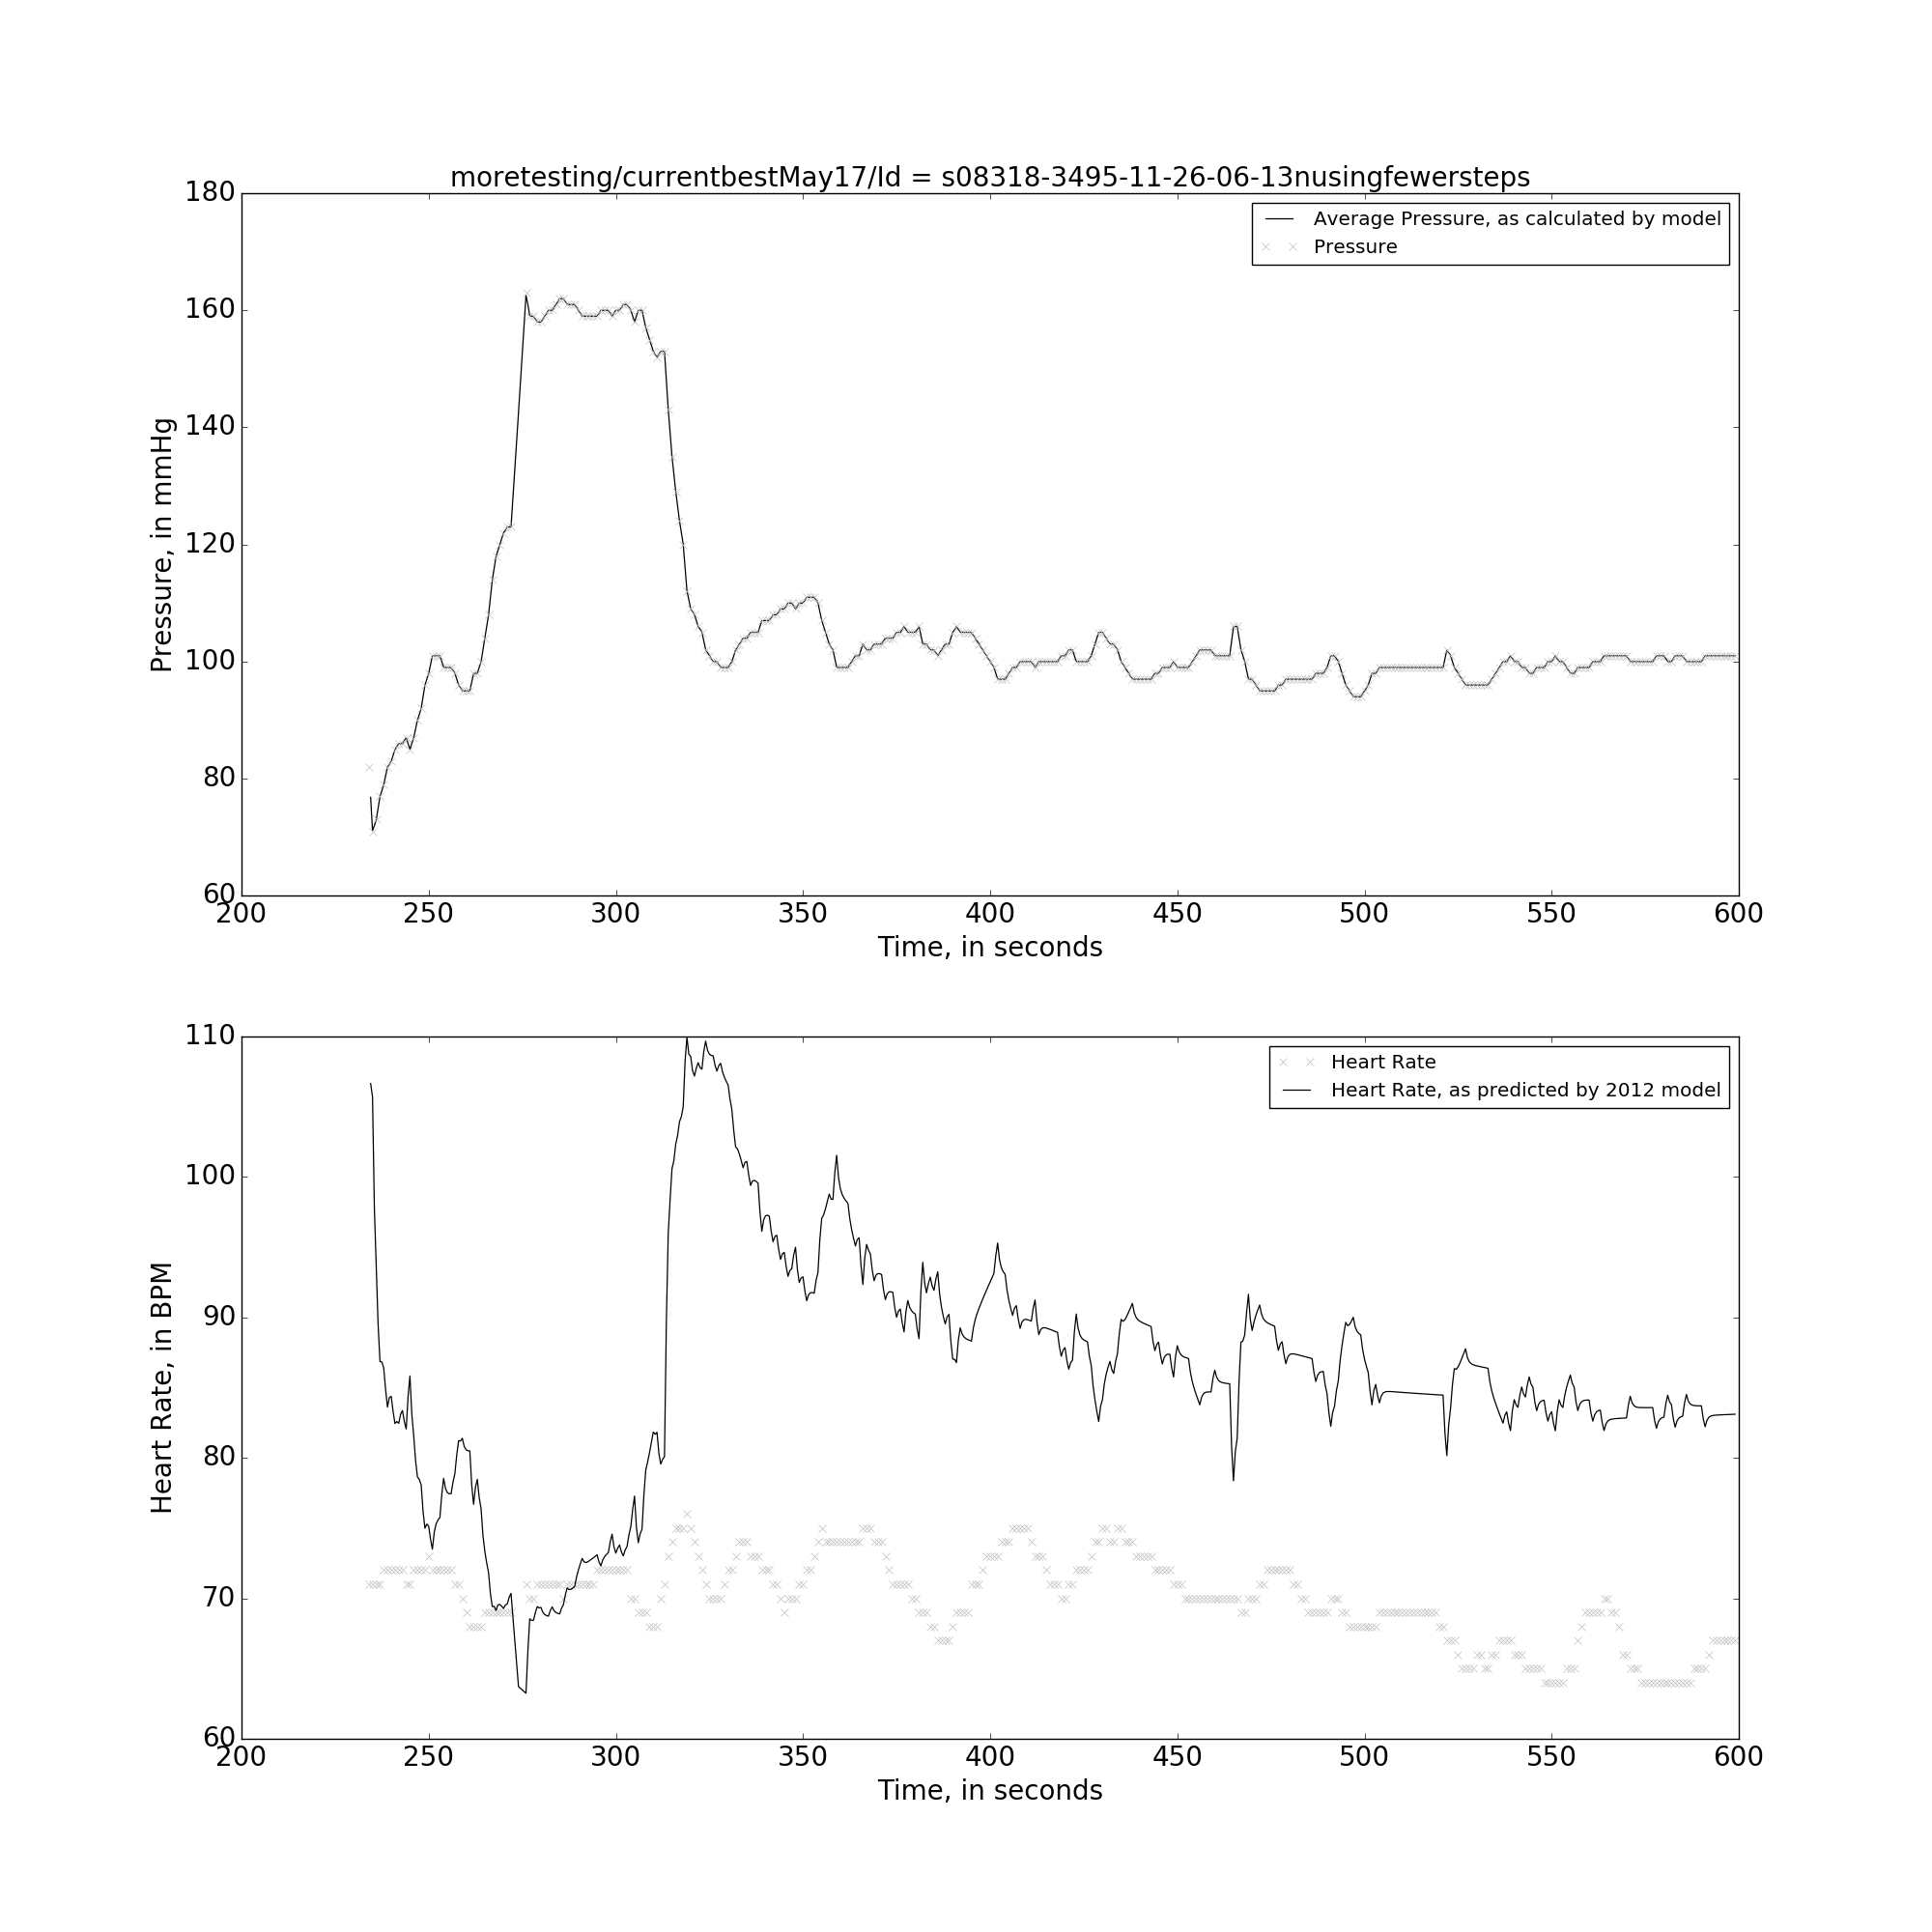 moretesting/currentbestMay17/Id = s08318-3495-11-26-06-13nusingfewersteps
Average Pressure, as calculated by model
Pressure
Pressure, in mmHg
180
160
140
120
100
80
60
200 250 300 350 400 450 500 550 600
Time, in seconds
Heart Rate
Heart Rate, as predicted by 2012 model
Heart Rate, in BPM
110
100
90
80
70
60
200 250 300 350 400 450 500 550 600
Time, in seconds